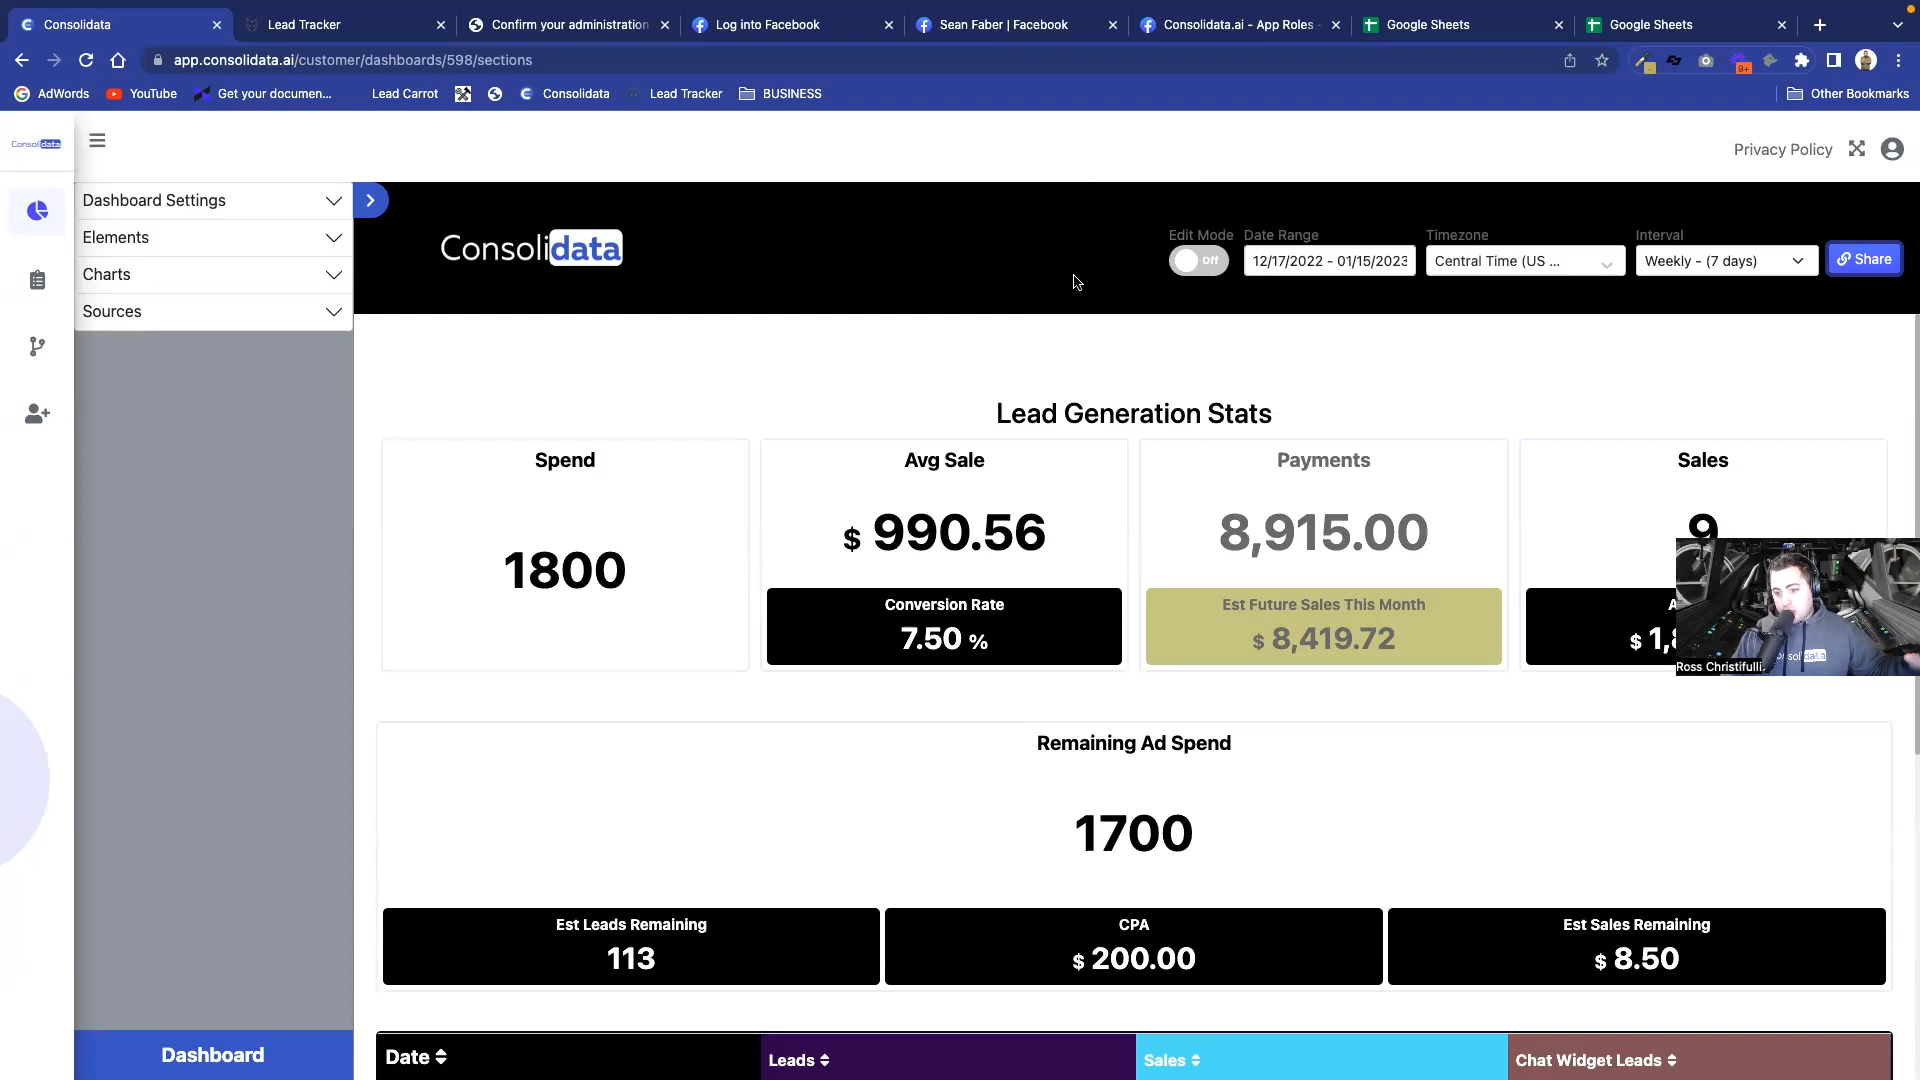 Consolidata
Lead Tracker
Confirm your administration
Log into Facebook
Sean Faber | Facebook
Consolidata.ai - App Roles -
Google Sheets
Google Sheets
app.consolidata.ai/customer/dashboards/598/sections
9+
AdWords
YouTube
Get your documen...
Lead Carrot
Consolidata
Lead Tracker
BUSINESS
Other Bookmarks
Consolidata
Privacy Policy
Dashboard Settings
Elements
Charts
Sources
Consolidata
Edit Mode
Off
Date Range
12/17/2022 - 01/15/2023
Timezone
Central Time (US ...
Interval
Weekly - (7 days)
Share
Lead Generation Stats
Spend
1800
Avg Sale
$ 990.56
Conversion Rate
7.50 %
Payments
8,915.00
Est Future Sales This Month
$ 8,419.72
Sales
9
$ 1,
Ross Christifulli
Remaining Ad Spend
1700
Est Leads Remaining
113
CPA
$ 200.00
Est Sales Remaining
$ 8.50
Date
Leads
Sales
Chat Widget Leads
Dashboard